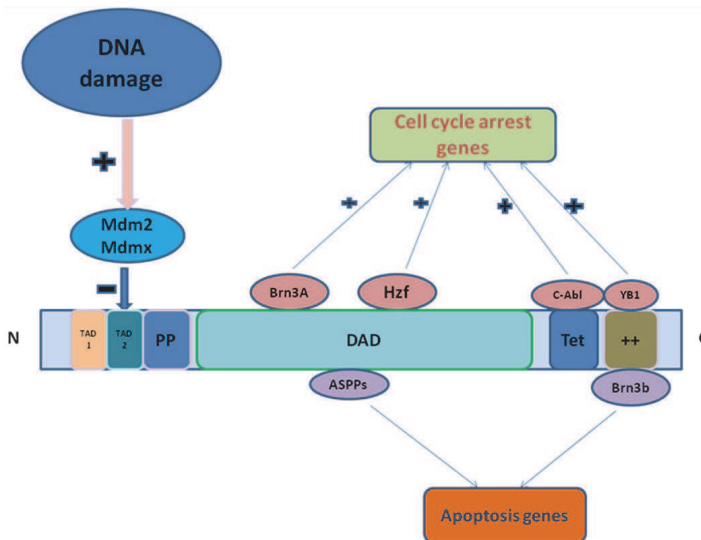 DNA
damage
Cell cycle arrest
genes
+
+
+
+
+
Mdm2
Mdmx
-
Brn3A
Hzf
C-Abl
YB1
N
TAD
1
TAD
2
PP
DAD
Tet
++
ASPPs
Brn3b
Apoptosis genes